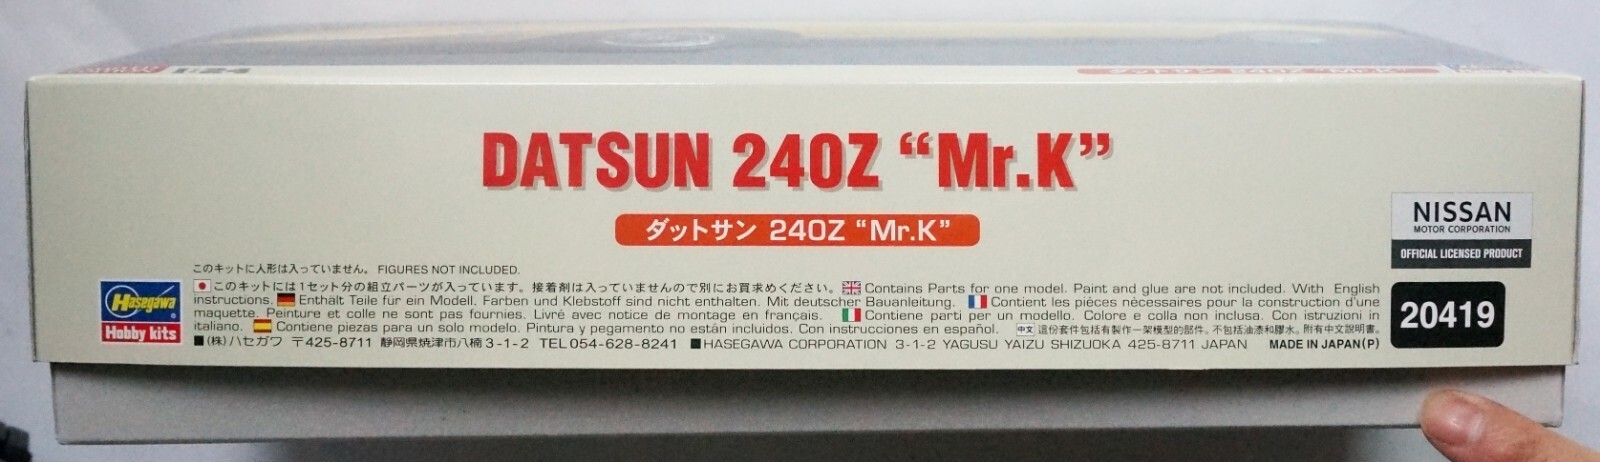 1:24
ダットサン 240Z "Mr.K"
DATSUN 240Z “Mr.K”
ダットサン 240Z “Mr.K”
NISSAN
MOTOR CORPORATION
OFFICIAL LICENSED PRODUCT
Hasegawa
Hobby kits
このキットに人形は入っていません。 FIGURES NOT INCLUDED.
このキットには1セット分の組立パーツが入っています。接着剤は入っていませんので別にお買求めください。 Contains Parts for one model. Paint and glue are not included. With English
instructions. Enthält Teile für ein Modell. Farben und Klebstoff sind nicht enthalten. Mit deutscher Bauanleitung. Contient les pièces nécessaires pour la construction d'une
maquette. Peinture et colle ne sont pas fournies. Livré avec notice de montage en français. Contiene parti per un modello. Colore e colla non inclusi. Con istruzioni in
italiano. Contiene piezas para un solo modelo. Pintura y pegamento no están incluidos. Con instrucciones en español. 中文 這份套件包括有製作一架模型的部件。不包括油漆和膠水。附有中文說明書。
■(株)ハセガワ 〒425-8711 静岡県焼津市八楠3-1-2 TEL 054-628-8241 ■HASEGAWA CORPORATION 3-1-2 YAGUSU YAIZU SHIZUOKA 425-8711 JAPAN MADE IN JAPAN(P)
20419